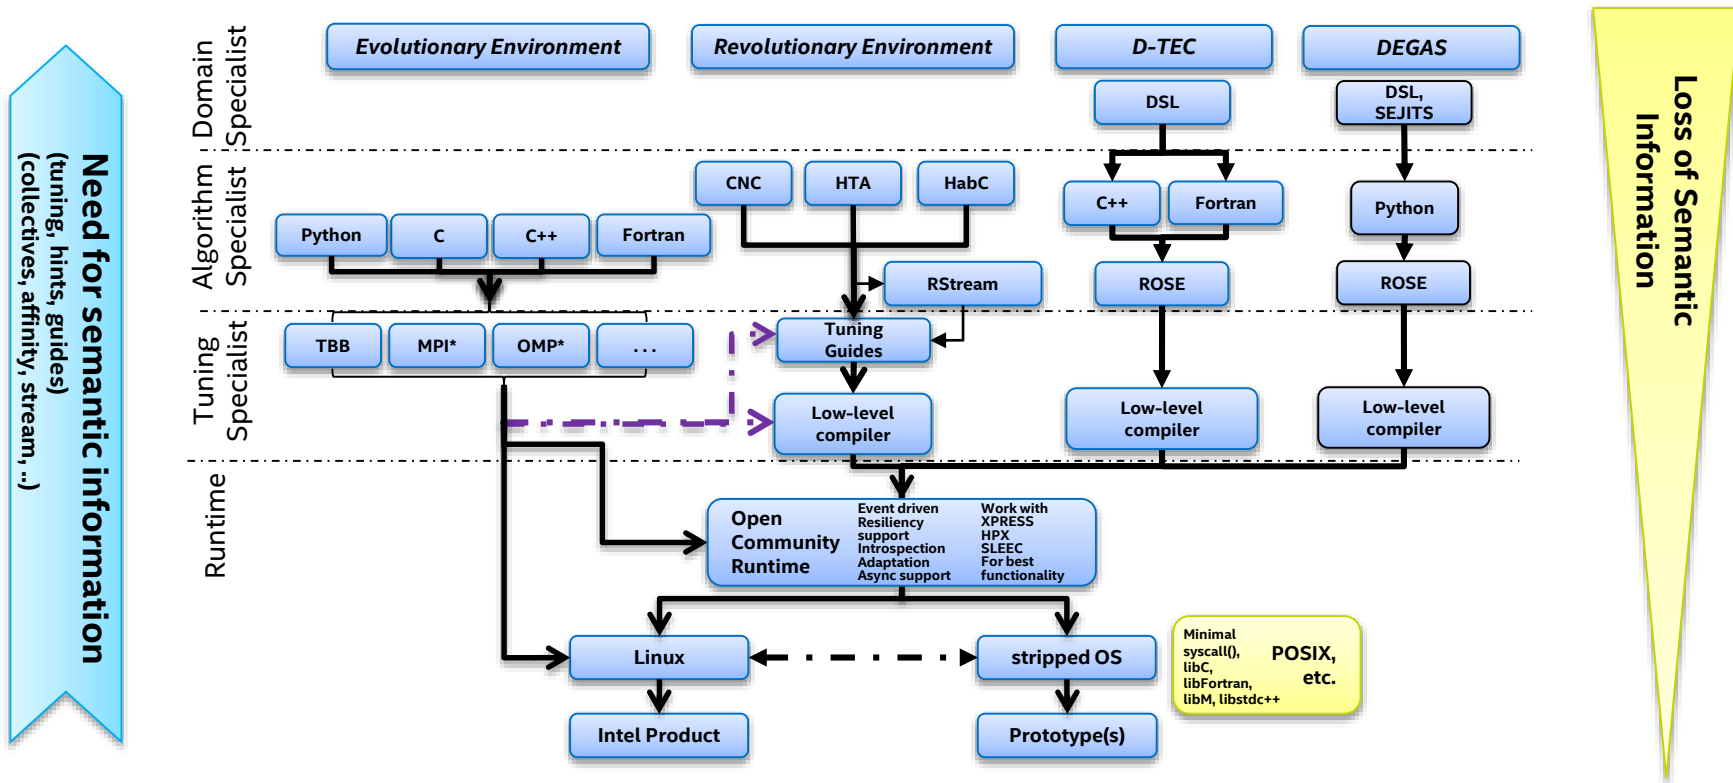 Evolutionary Environment
Revolutionary Environment
D-TEC
DEGAS
Domain
Specialist
DSL
DSL,
SEJITS
Algorithm
Specialist
CNC
HTA
HabC
C++
Fortran
Python
Python
C
C++
Fortran
RStream
ROSE
ROSE
Tuning
Specialist
TBB
MPI*
OMP*
...
Tuning
Guides
Low-level
compiler
Low-level
compiler
Low-level
compiler
Runtime
Open
Community
Runtime
Event driven
Resiliency
support
Introspection
Adaptation
Async support
Work with
XPRESS
HPX
SLEEC
For best
functionality
Linux
stripped OS
Minimal
syscall(),
libC,
libFortran,
libM, libstdc++
POSIX,
etc.
Intel Product
Prototype(s)
Need for semantic information
(tuning, hints, guides)
(collectives, affinity, stream, ..)
Loss of Semantic
Information